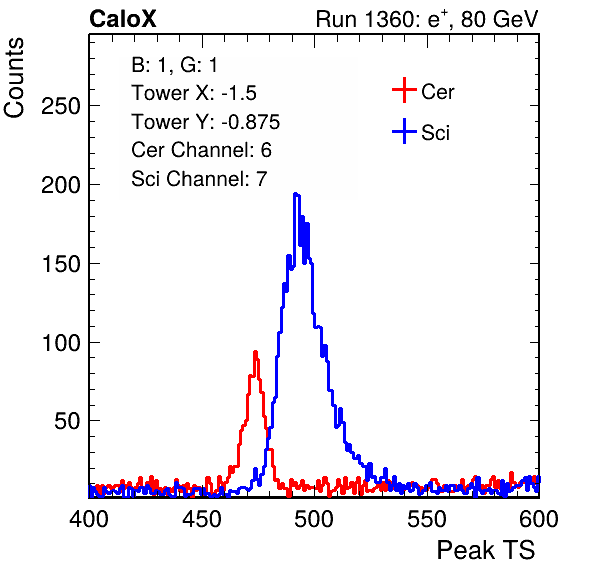 CaloX Run 1360: e⁺, 80 GeV
Counts
B: 1, G: 1
Tower X: -1.5
Tower Y: -0.875
Cer Channel: 6
Sci Channel: 7
Cer
Sci
250
200
150
100
50
400 450 500 550 600
Peak TS